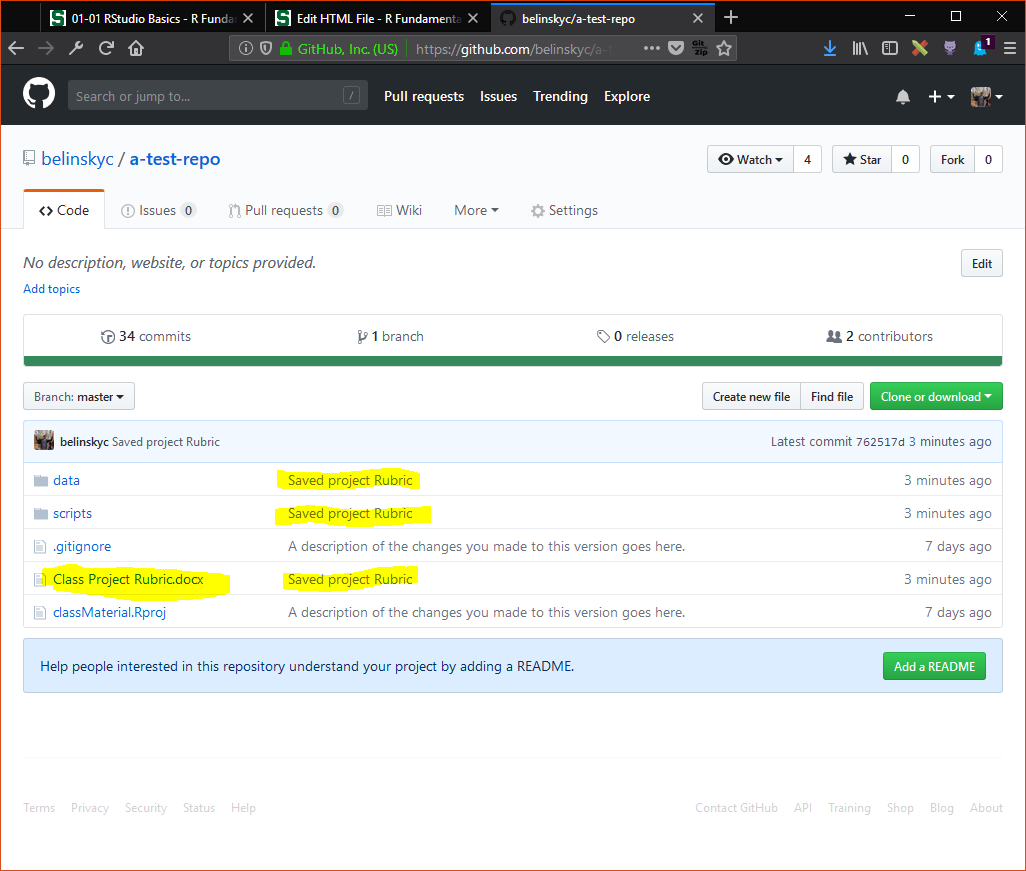 01-01 RStudio Basics - R Funda
Edit HTML File - R Fundamenta
belinskyc/a-test-repo
GitHub, Inc. (US) https://github.com/belinskyc/a-t
Git Zip
1
Search or jump to... /
Pull requests Issues Trending Explore
belinskyc / a-test-repo
Watch 4 Star 0 Fork 0
Code Issues 0 Pull requests 0 Wiki More Settings
No description, website, or topics provided.
Edit
Add topics
34 commits 1 branch 0 releases 2 contributors
Branch: master Create new file Find file Clone or download
belinskyc Saved project Rubric Latest commit 762517d 3 minutes ago
data Saved project Rubric 3 minutes ago
scripts Saved project Rubric 3 minutes ago
.gitignore A description of the changes you made to this version goes here. 7 days ago
Class Project Rubric.docx Saved project Rubric 3 minutes ago
classMaterial.Rproj A description of the changes you made to this version goes here. 7 days ago
Help people interested in this repository understand your project by adding a README. Add a README
Terms Privacy Security Status Help Contact GitHub API Training Shop Blog About